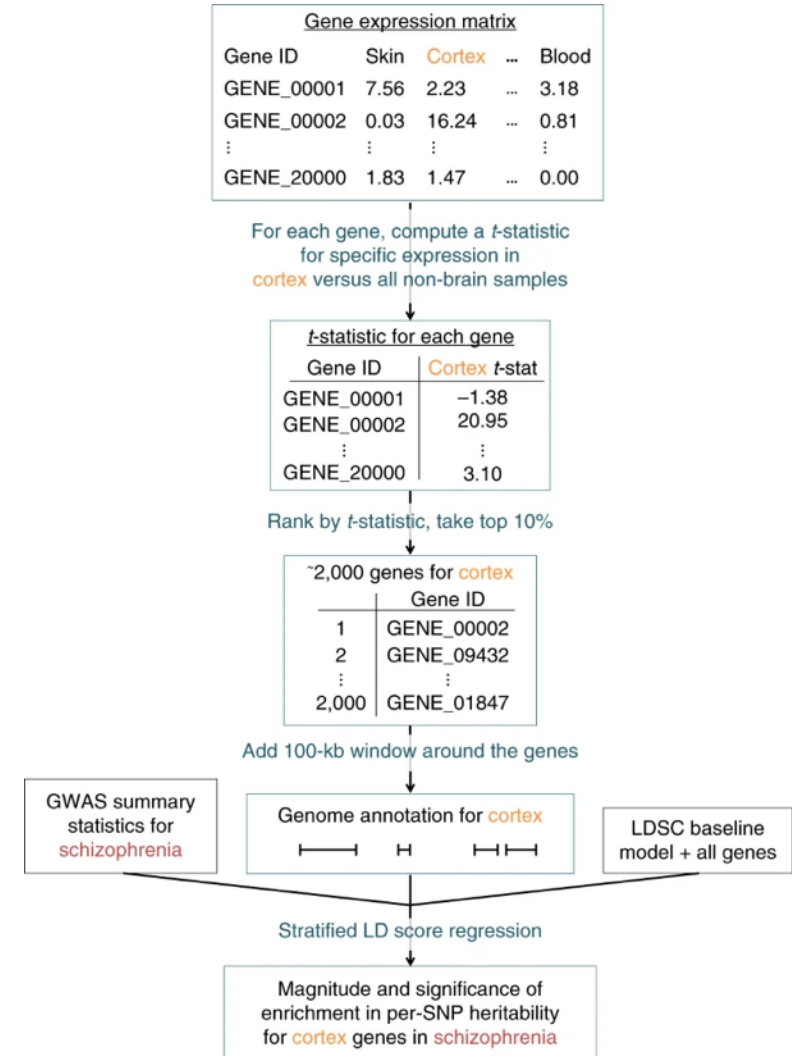 Gene expression matrix
Gene ID Skin Cortex ... Blood
GENE_00001 7.56 2.23 ... 3.18
GENE_00002 0.03 16.24 ... 0.81
⋮ ⋮ ⋮ ⋮
GENE_20000 1.83 1.47 ... 0.00
For each gene, compute a t-statistic
for specific expression in
cortex versus all non-brain samples
t-statistic for each gene
Gene ID Cortex t-stat
GENE_00001 –1.38
GENE_00002 20.95
⋮ ⋮
GENE_20000 3.10
Rank by t-statistic, take top 10%
~2,000 genes for cortex
Gene ID
1 GENE_00002
2 GENE_09432
⋮ ⋮
2,000 GENE_01847
Add 100-kb window around the genes
GWAS summary
statistics for
schizophrenia
Genome annotation for cortex
LDSC baseline
model + all genes
Stratified LD score regression
Magnitude and significance of
enrichment in per-SNP heritability
for cortex genes in schizophrenia